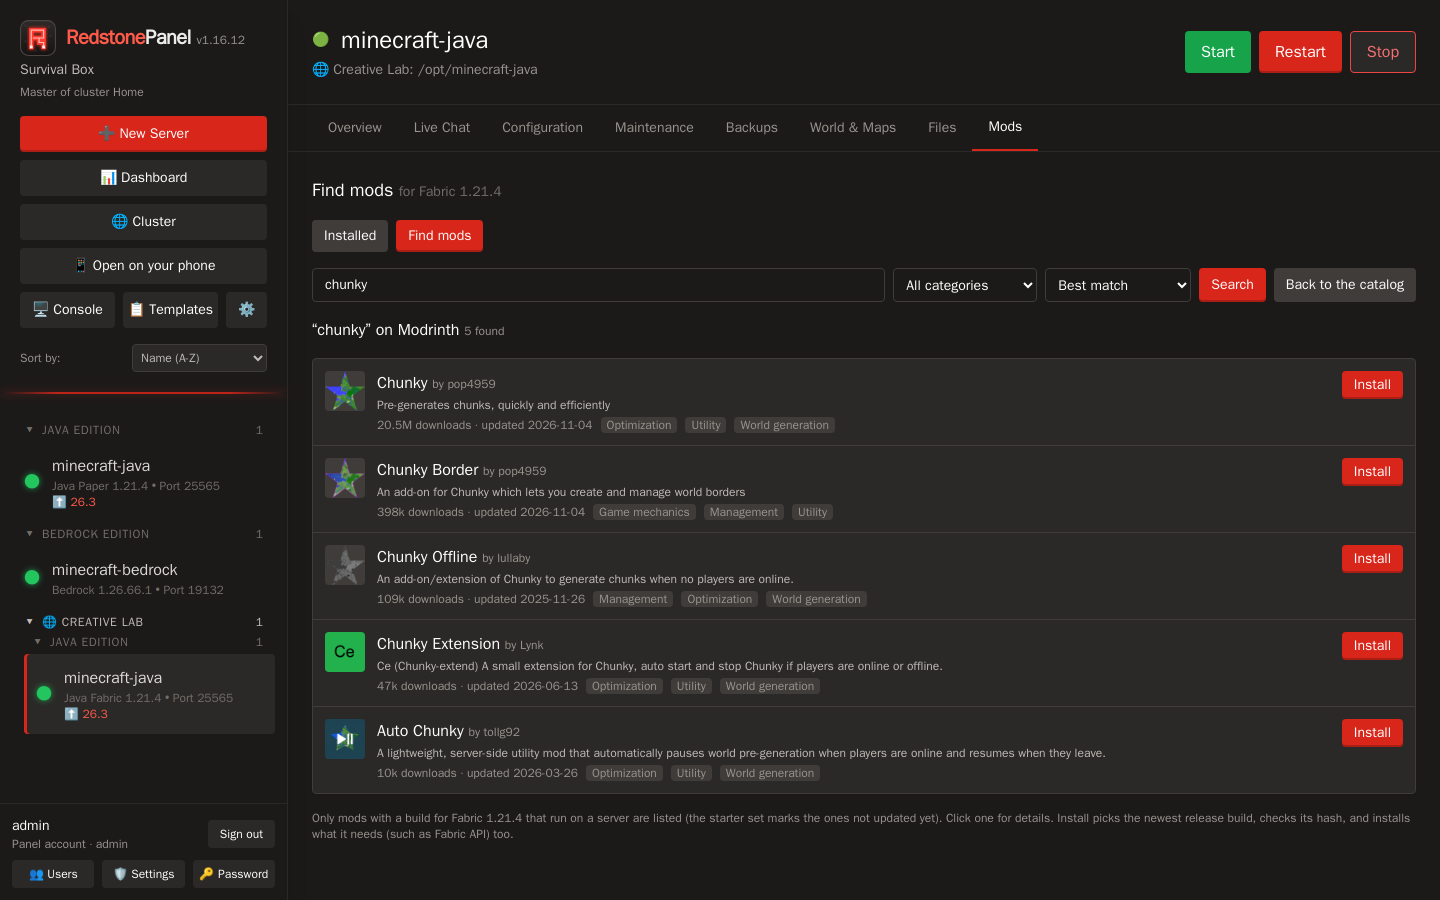 RedstonePanel v1.16.12
Survival Box
Master of cluster Home
➕ New Server
📊 Dashboard
🌐 Cluster
📱 Open on your phone
🖥️ Console
📋 Templates
⚙️
Sort by:
Name (A-Z)
▼ JAVA EDITION 1
minecraft-java
Java Paper 1.21.4 • Port 25565
⬆️ 26.3
▼ BEDROCK EDITION 1
minecraft-bedrock
Bedrock 1.26.66.1 • Port 19132
▼ 🌐 CREATIVE LAB 1
▼ JAVA EDITION 1
minecraft-java
Java Fabric 1.21.4 • Port 25565
⬆️ 26.3
admin
Panel account · admin
Sign out
👥 Users
🛡️ Settings
🔑 Password
minecraft-java
🌐 Creative Lab: /opt/minecraft-java
Start
Restart
Stop
Overview
Live Chat
Configuration
Maintenance
Backups
World & Maps
Files
Mods
Find mods for Fabric 1.21.4
Installed
Find mods
chunky
All categories
Best match
Search
Back to the catalog
“chunky” on Modrinth 5 found
Chunky by pop4959
Pre-generates chunks, quickly and efficiently
20.5M downloads · updated 2026-11-04 Optimization Utility World generation
Install
Chunky Border by pop4959
An add-on for Chunky which lets you create and manage world borders
398k downloads · updated 2026-11-04 Game mechanics Management Utility
Install
Chunky Offline by lullaby
An add-on/extension of Chunky to generate chunks when no players are online.
109k downloads · updated 2025-11-26 Management Optimization World generation
Install
Ce
Chunky Extension by Lynk
Ce (Chunky-extend) A small extension for Chunky, auto start and stop Chunky if players are online or offline.
47k downloads · updated 2026-06-13 Optimization Utility World generation
Install
Auto Chunky by tollg92
A lightweight, server-side utility mod that automatically pauses world pre-generation when players are online and resumes when they leave.
10k downloads · updated 2026-03-26 Optimization Utility World generation
Install
Only mods with a build for Fabric 1.21.4 that run on a server are listed (the starter set marks the ones not updated yet). Click one for details. Install picks the newest release build, checks its hash, and installs
what it needs (such as Fabric API) too.